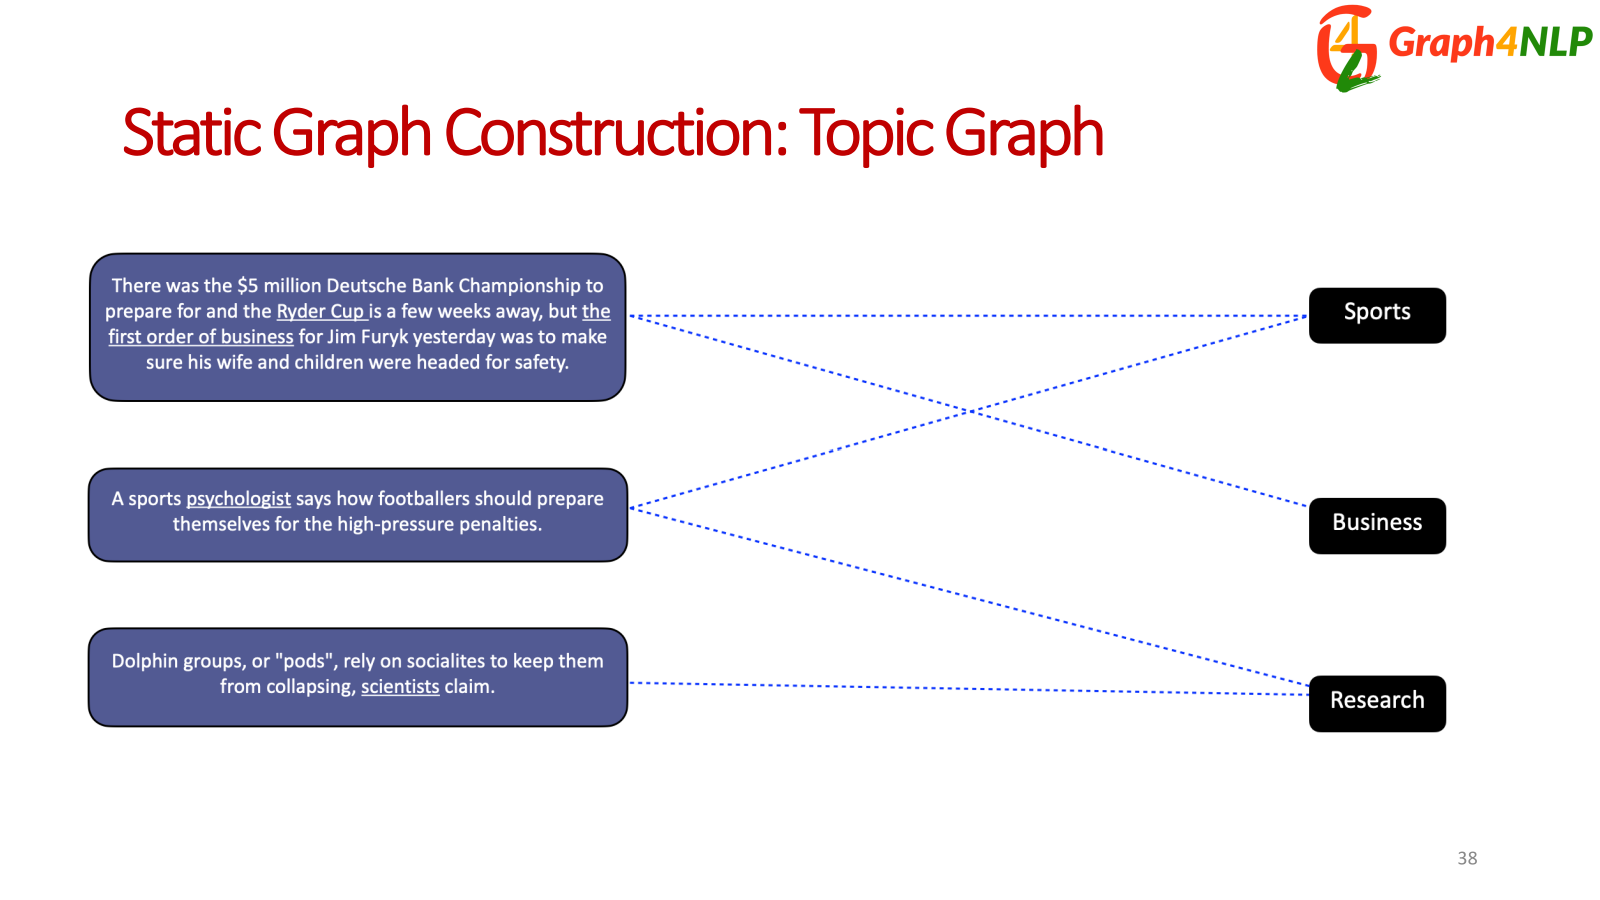 Graph4NLP
Static Graph Construction: Topic Graph
There was the $5 million Deutsche Bank Championship to
prepare for and the Ryder Cup is a few weeks away, but the
first order of business for Jim Furyk yesterday was to make
sure his wife and children were headed for safety.
Sports
A sports psychologist says how footballers should prepare
themselves for the high-pressure penalties.
Business
Dolphin groups, or "pods", rely on socialites to keep them
from collapsing, scientists claim.
Research
38